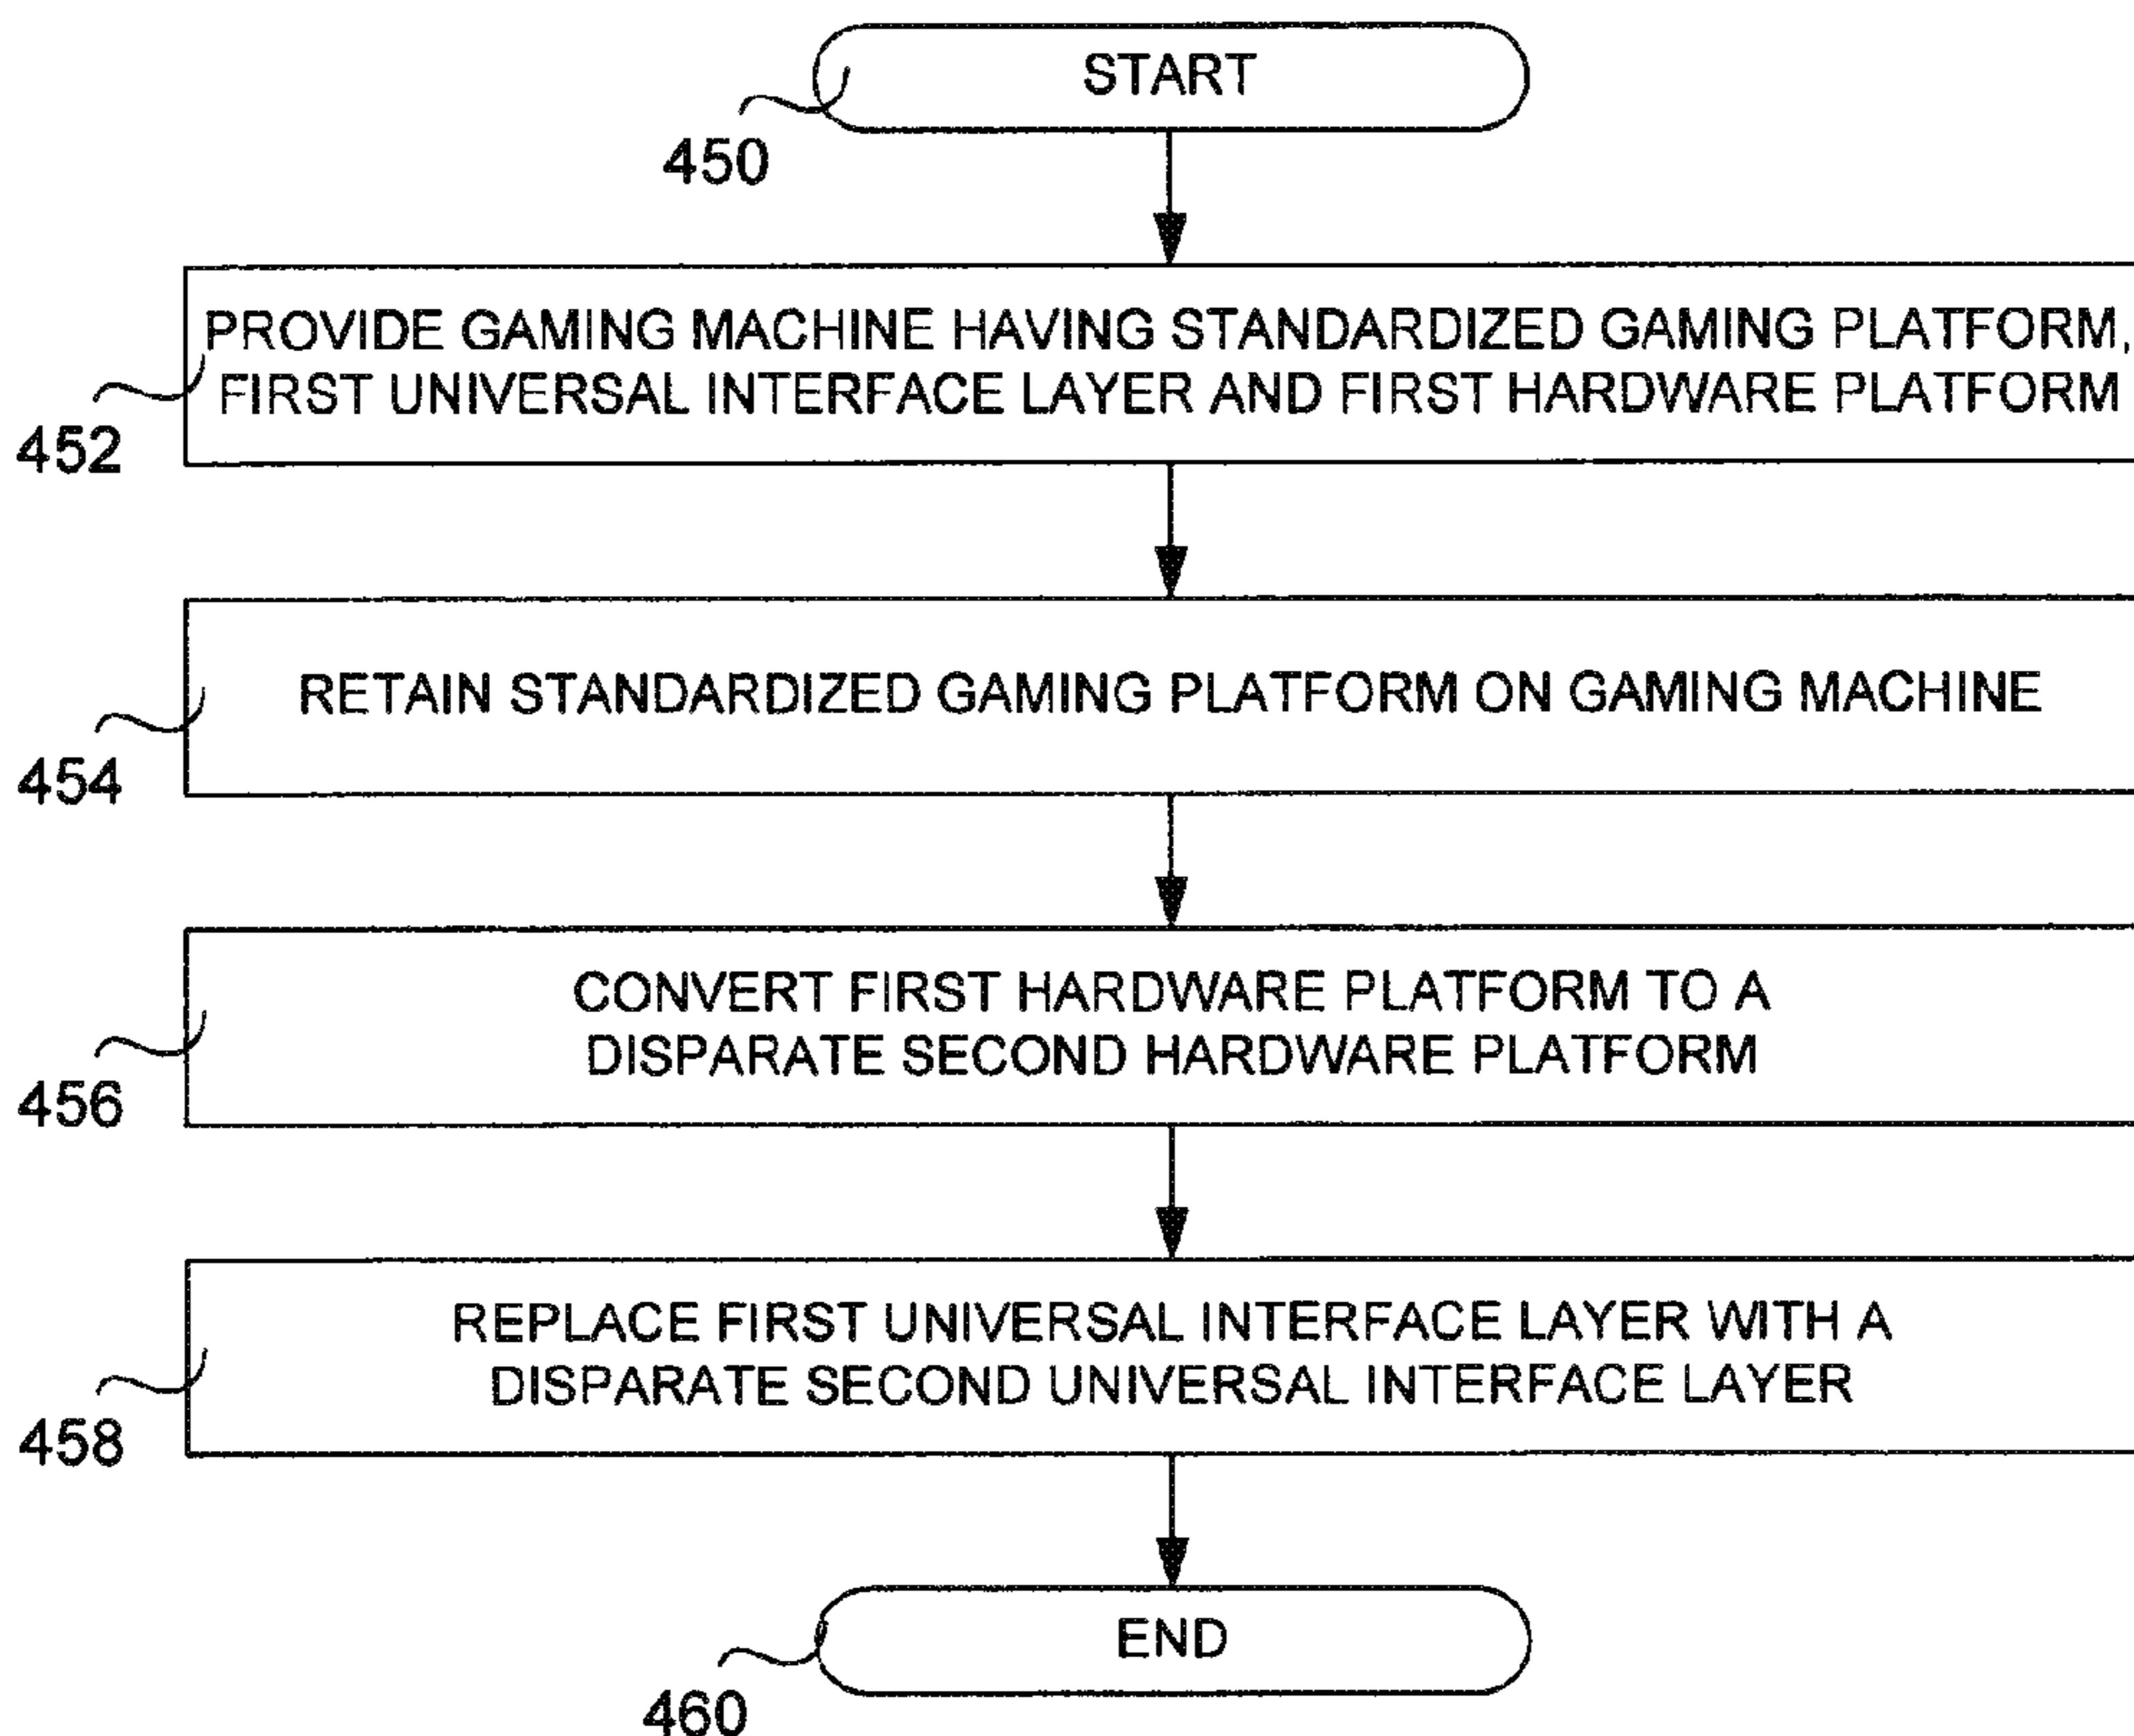 START
450
PROVIDE GAMING MACHINE HAVING STANDARDIZED GAMING PLATFORM,
FIRST UNIVERSAL INTERFACE LAYER AND FIRST HARDWARE PLATFORM
452
RETAIN STANDARDIZED GAMING PLATFORM ON GAMING MACHINE
454
CONVERT FIRST HARDWARE PLATFORM TO A
DISPARATE SECOND HARDWARE PLATFORM
456
REPLACE FIRST UNIVERSAL INTERFACE LAYER WITH A
DISPARATE SECOND UNIVERSAL INTERFACE LAYER
458
END
460